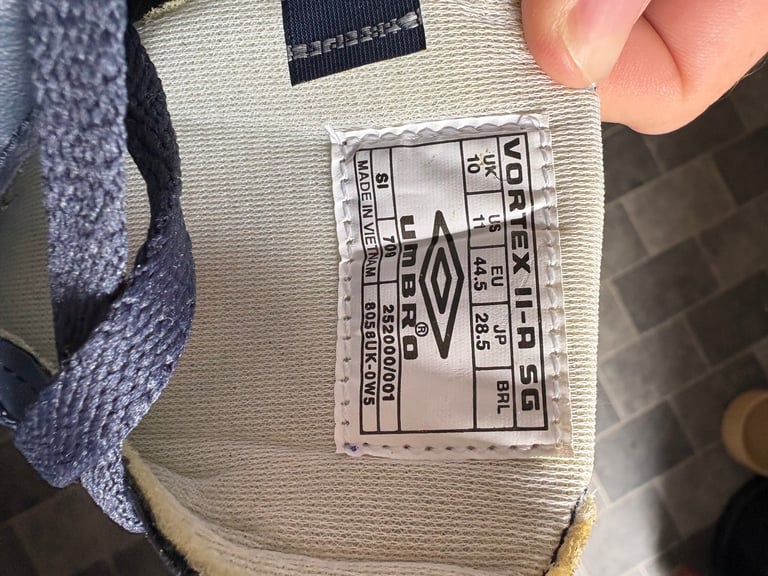 VORTEX II-A SG
UK US EU JP BRL
10 11 44.5 28.5
UMBRO®
SI 709 252000/001
MADE IN VIETNAM 8058UK-0W5